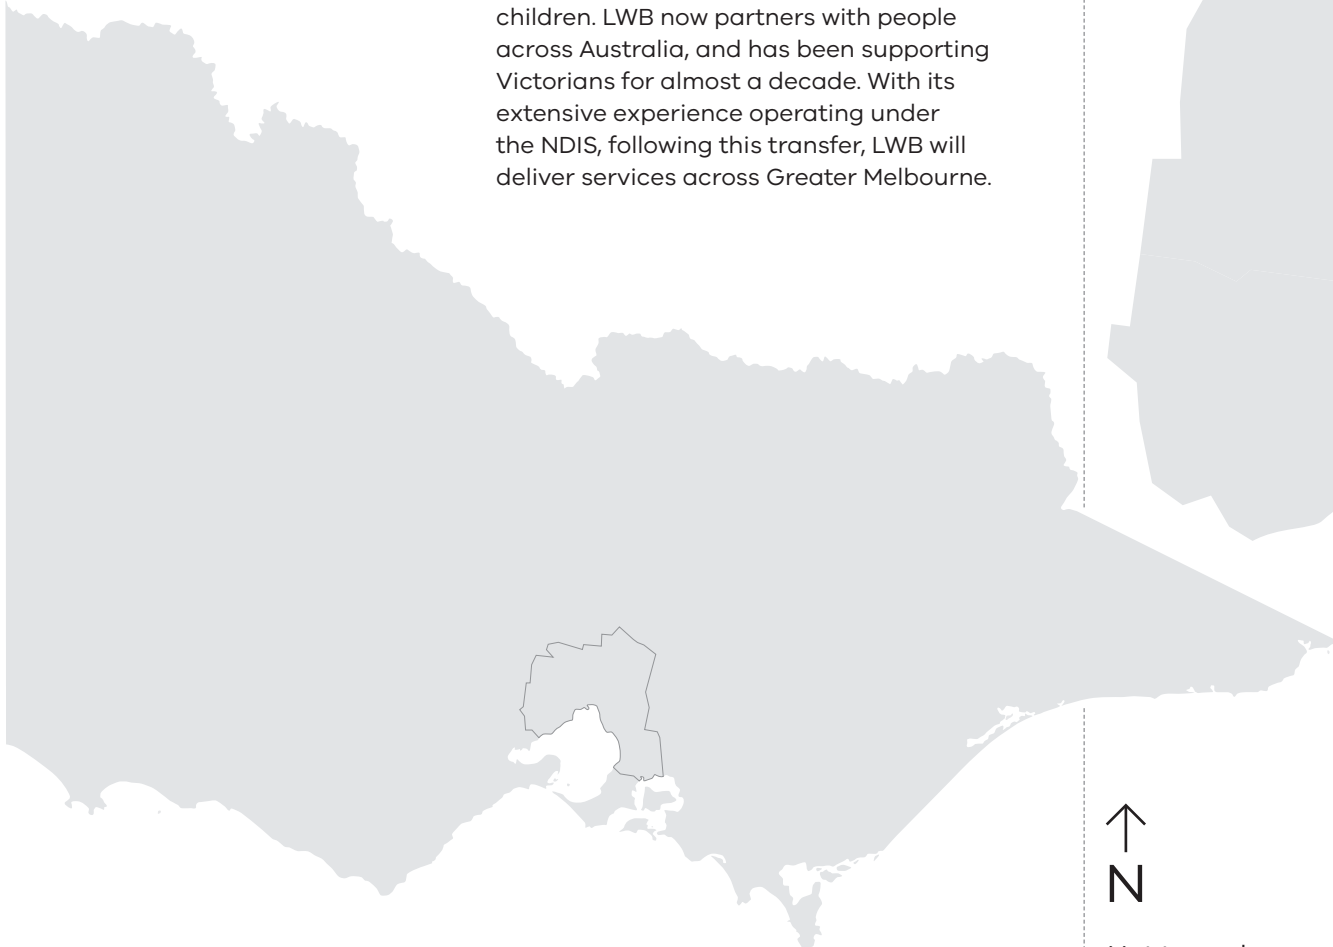 children. LWB now partners with people
across Australia, and has been supporting
Victorians for almost a decade. With its
extensive experience operating under
the NDIS, following this transfer, LWB will
deliver services across Greater Melbourne.
N